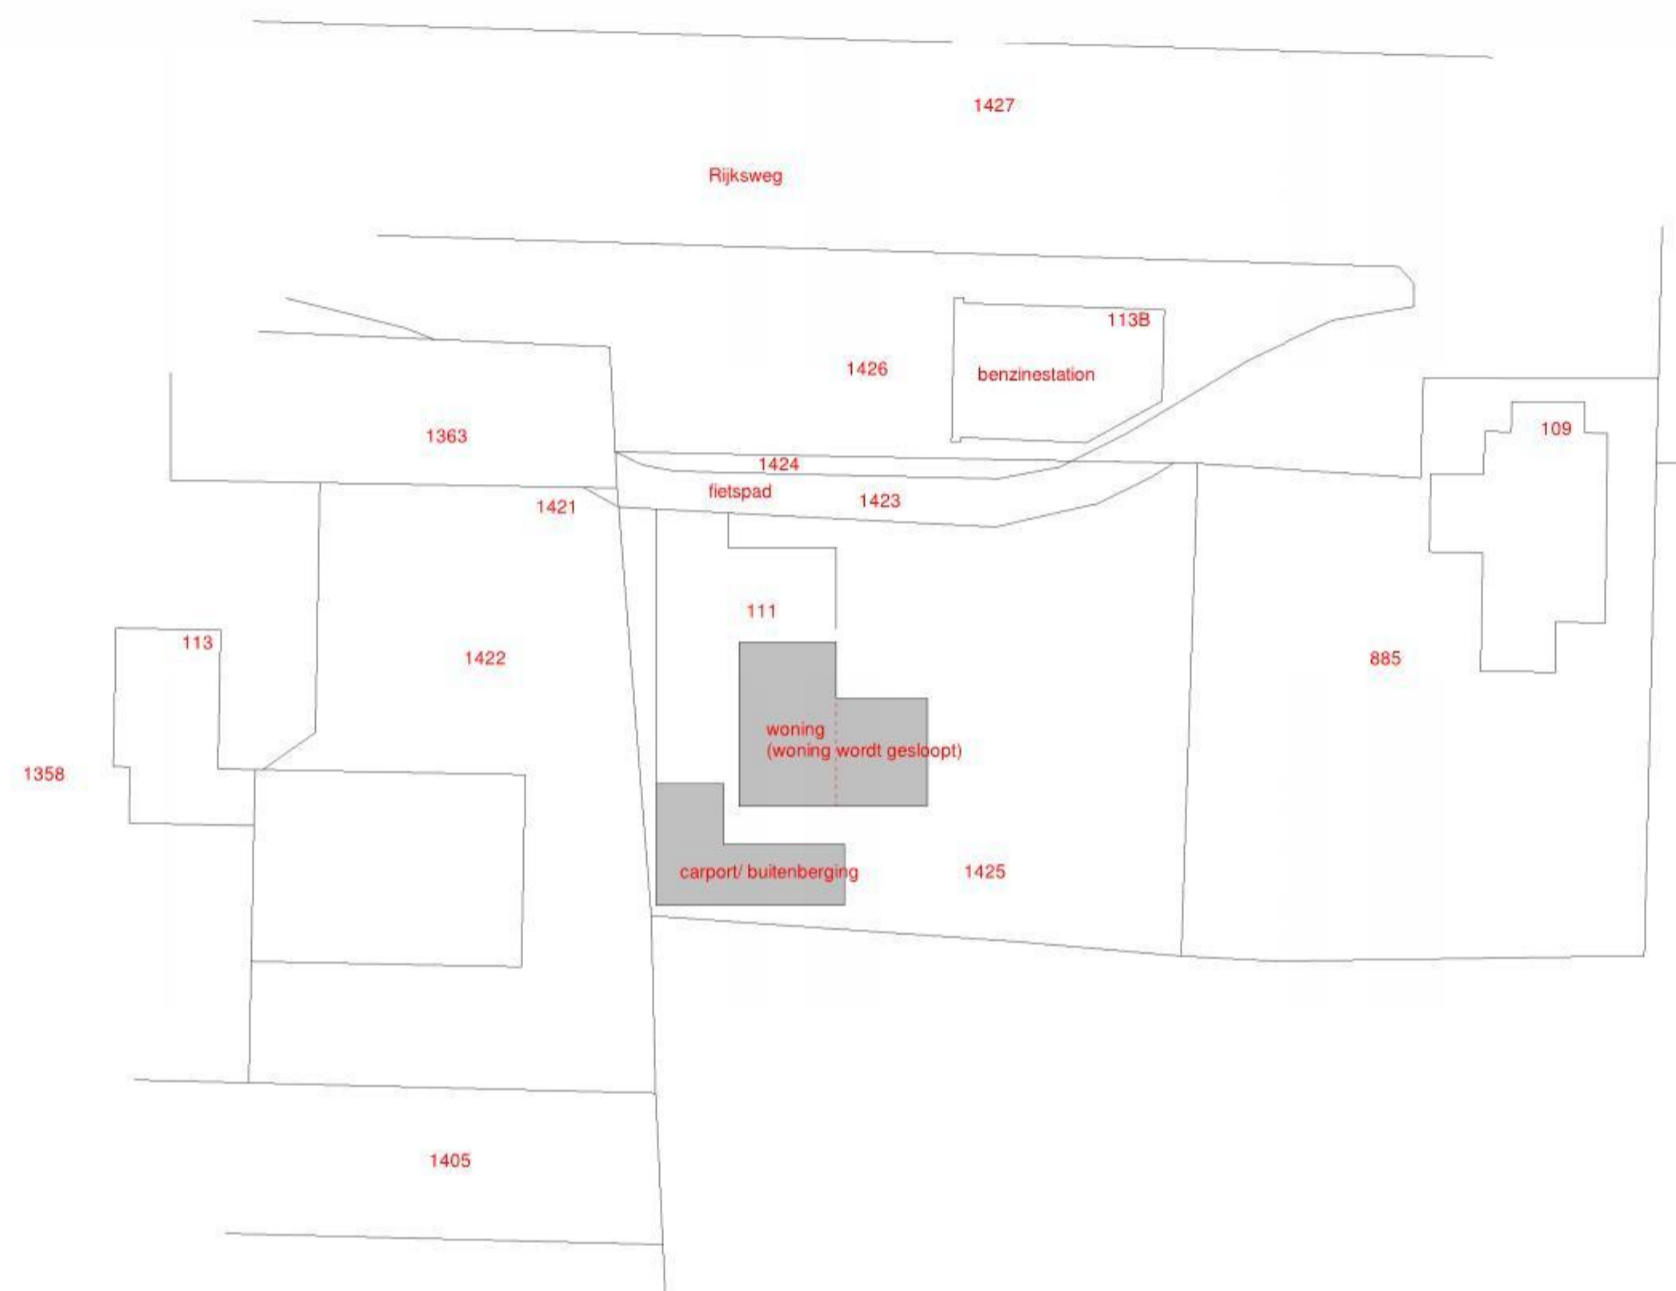 1427
Rijksweg
113B
1426
benzinestation
109
1363
1424
fietspad
1423
1421
111
113
1422
885
woning
(woning wordt gesloopt)
1358
carport/ buitenberging
1425
1405